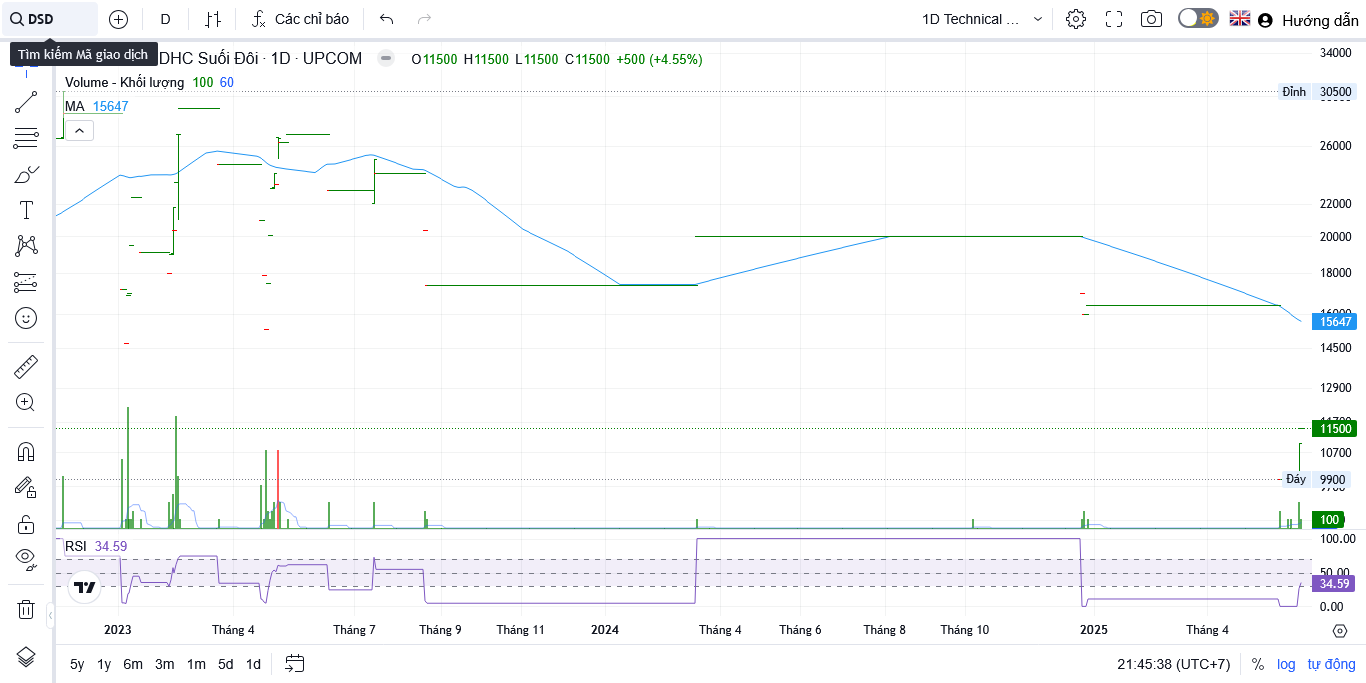 DSD
D
Các chỉ báo
1D Technical ...
Hướng dẫn
Tìm kiếm Mã giao dịch
DHC Suối Đôi · 1D · UPCOM
O11500 H11500 L11500 C11500 +500 (+4.55%)
Volume - Khối lượng 100 60
MA 15647
34000
Đỉnh 30500
26000
22000
20000
18000
15647
14500
12900
11500
10700
Đáy 9900
100
RSI 34.59
100.00
50.00
34.59
0.00
2023 Tháng 4 Tháng 7 Tháng 9 Tháng 11 2024 Tháng 4 Tháng 6 Tháng 8 Tháng 10 2025 Tháng 4
5y 1y 6m 3m 1m 5d 1d
21:45:38 (UTC+7) % log tự động